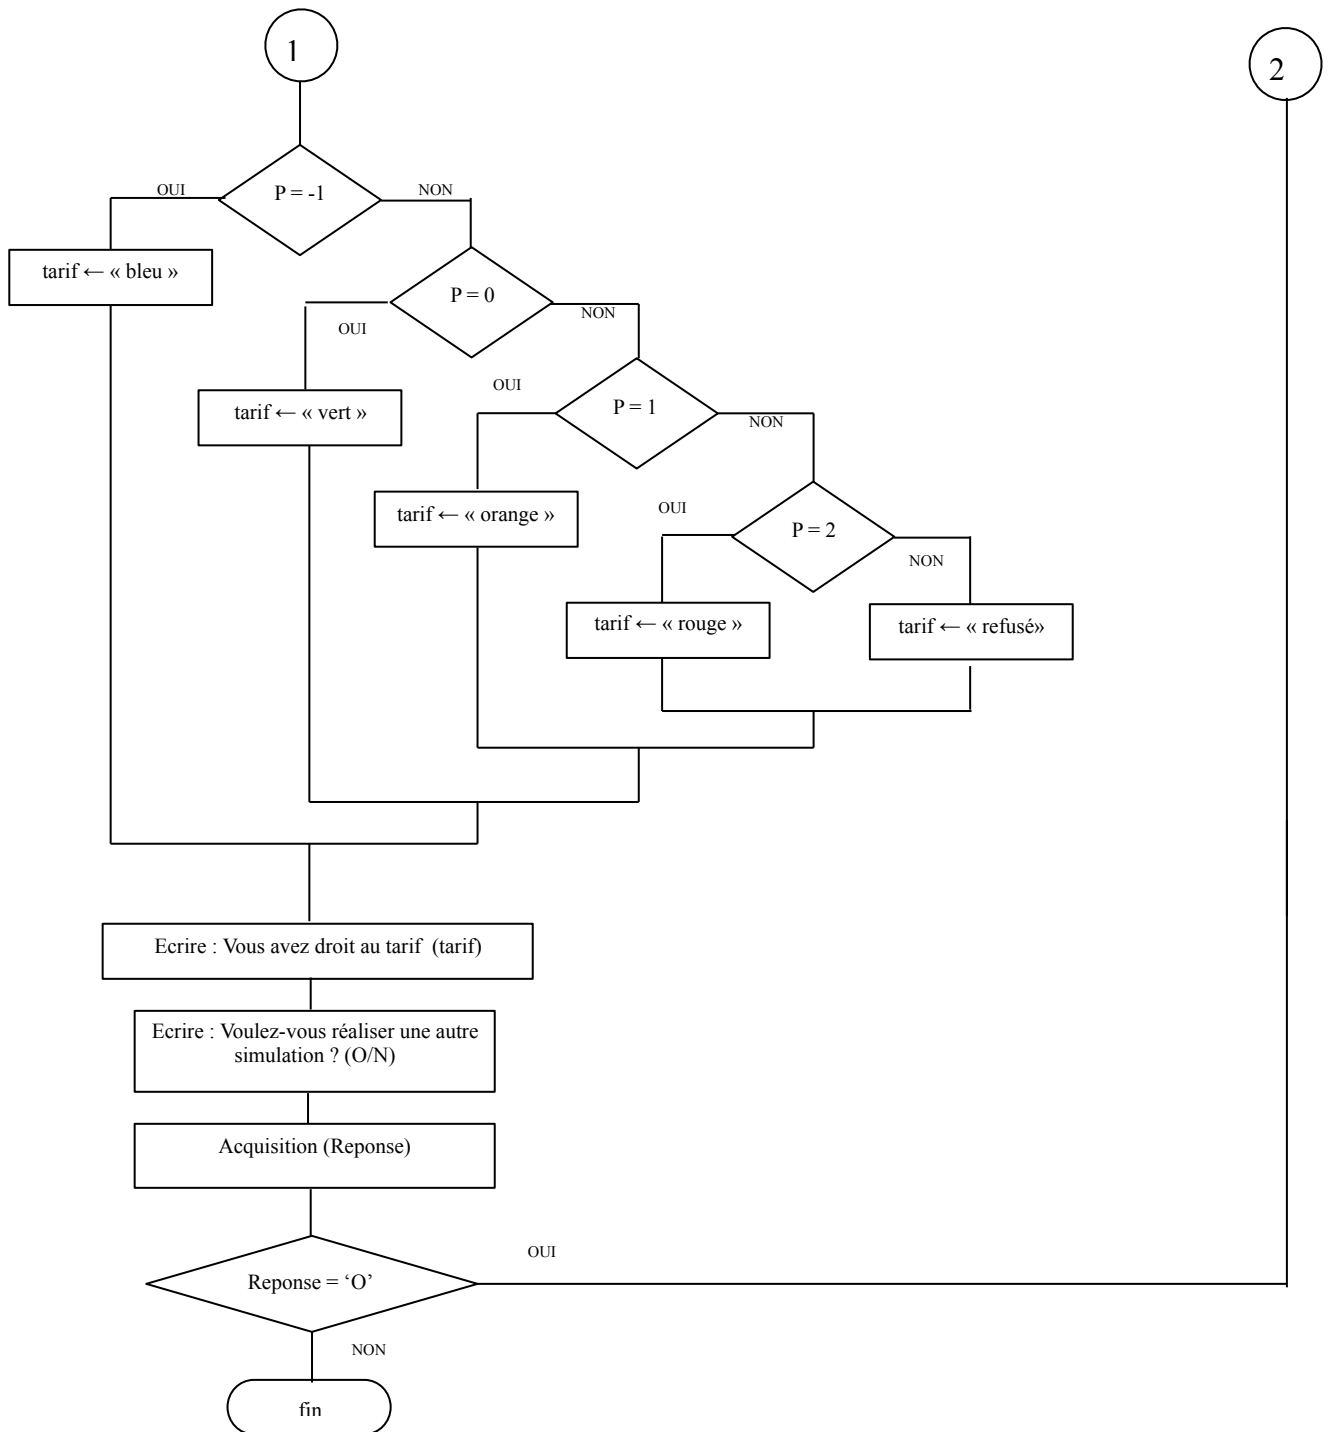 1
2
P = -1
OUI
NON
tarif ← « bleu »
P = 0
OUI
NON
tarif ← « vert »
P = 1
OUI
NON
tarif ← « orange »
P = 2
OUI
NON
tarif ← « rouge »
tarif ← « refusé»
Ecrire : Vous avez droit au tarif (tarif)
Ecrire : Voulez-vous réaliser une autre
simulation ? (O/N)
Acquisition (Reponse)
Reponse = ‘O’
OUI
NON
fin